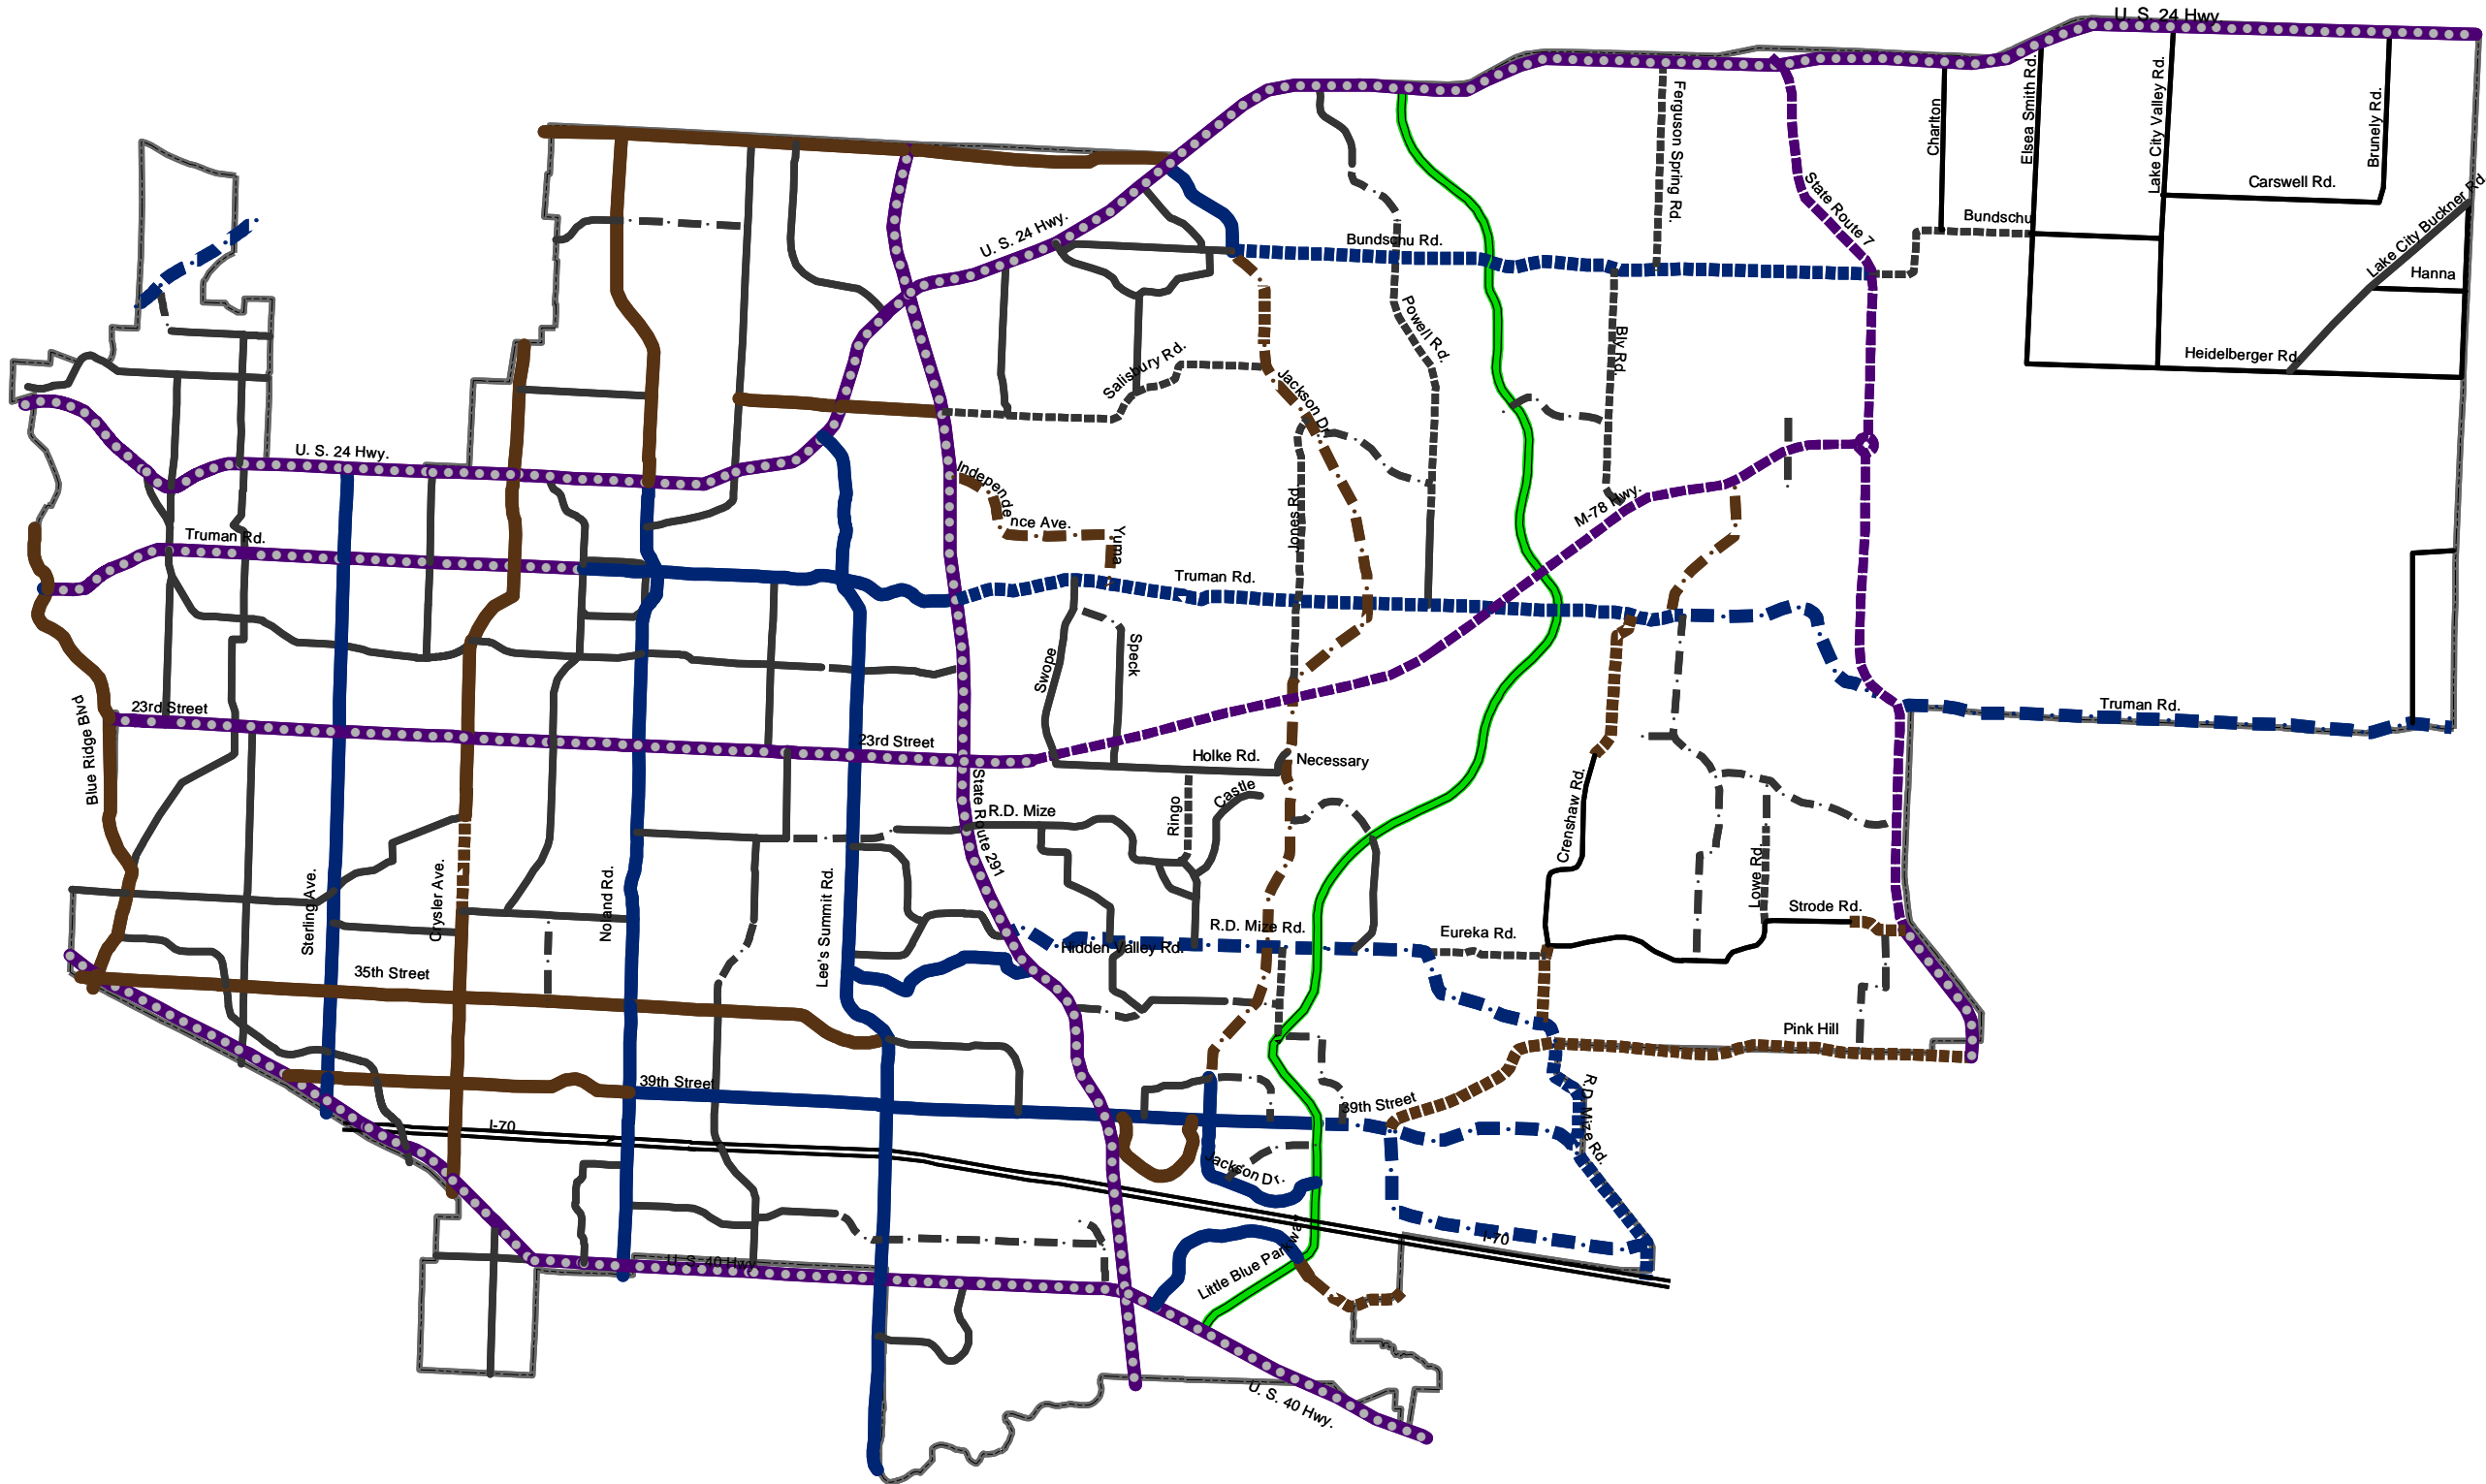 U. S. 24 Hwy
Ferguson Spring Rd.
Charlton
Elsea Smith Rd.
Lake City Valley Rd.
Brunely Rd.
Carswell Rd.
State Route 7
Lake City Buckner Rd
Bundschu
U. S. 24 Hwy.
Bundschu Rd.
Hanna
Powell Rd.
Bly Rd.
Heidelberger Rd
Salisbury Rd.
Jackson Dr.
U. S. 24 Hwy.
Independe
nce Ave.
Yuma
Jones Rd.
M-78 Hwy.
Truman Rd.
Truman Rd.
Swope
Speck
Blue Ridge Blvd
23rd Street
23rd Street
Truman Rd.
Holke Rd.
Necessary
State Route 291
R.D. Mize
Ringo
Castle
Crenshaw Rd.
Lowe Rd.
Sterling Ave.
Crysler Ave.
Noland Rd.
Lee's Summit Rd.
Strode Rd.
R.D. Mize Rd.
Eureka Rd.
Hidden Valley Rd.
35th Street
Pink Hill
39th Street
39th Street
R.D. Mize Rd.
I-70
Jackson Dr.
Little Blue Parkway
I-70
U. S. 40 Hwy
U. S. 40 Hwy.